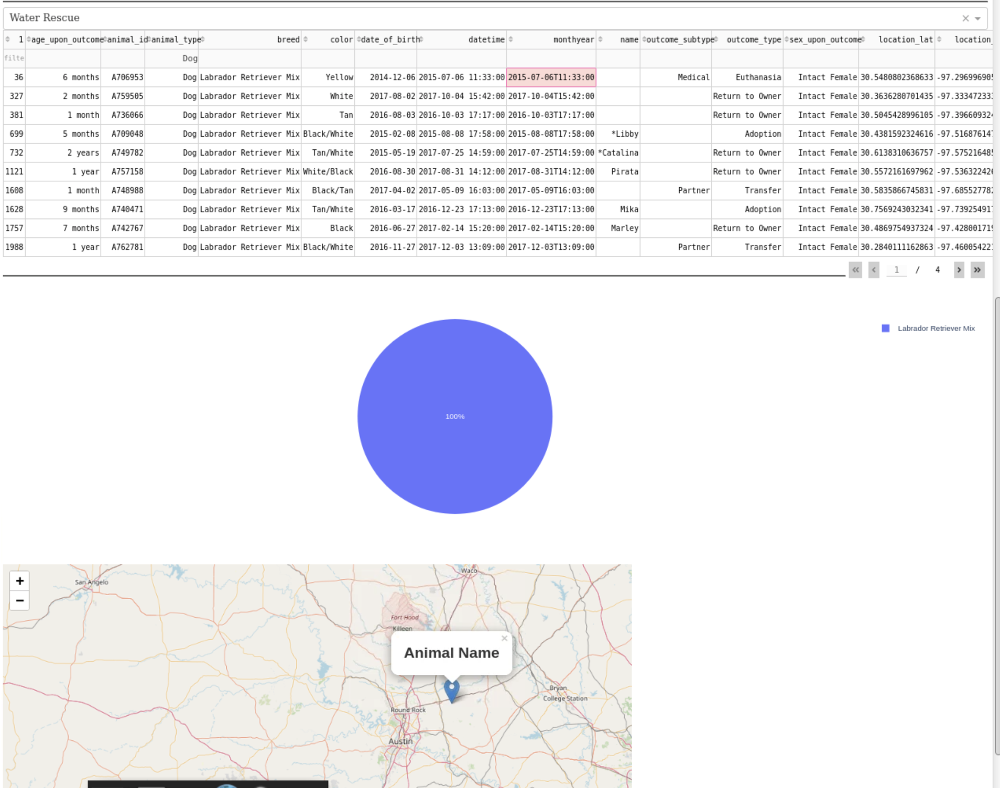 Water Rescue
1 age_upon_outcome animal_id animal_type breed color date_of_birth datetime monthyear name outcome_subtype outcome_type sex_upon_outcome location_lat location_
filte Dog
36 6 months A706953 Dog Labrador Retriever Mix Yellow 2014-12-06 2015-07-06 11:33:00 2015-07-06T11:33:00 Medical Euthanasia Intact Female 30.5480802368633 -97.29699690
327 2 months A759505 Dog Labrador Retriever Mix White 2017-08-02 2017-10-04 15:42:00 2017-10-04T15:42:00 Return to Owner Intact Female 30.3636280701435 -97.33347233
381 1 month A736066 Dog Labrador Retriever Mix Tan 2016-08-03 2016-10-03 17:17:00 2016-10-03T17:17:00 Return to Owner Intact Female 30.5045428996105 -97.39660932
699 5 months A709048 Dog Labrador Retriever Mix Black/White 2015-02-08 2015-08-08 17:58:00 2015-08-08T17:58:00 *Libby Adoption Intact Female 30.4381592324616 -97.51687614
732 2 years A749782 Dog Labrador Retriever Mix Tan/White 2015-05-19 2017-07-25 14:59:00 2017-07-25T14:59:00 *Catalina Return to Owner Intact Female 30.6138310636757 -97.57521648
1121 1 year A757158 Dog Labrador Retriever Mix White/Black 2016-08-30 2017-08-31 14:12:00 2017-08-31T14:12:00 Pirata Return to Owner Intact Female 30.5572161697962 -97.53632242
1608 1 month A748988 Dog Labrador Retriever Mix Black/Tan 2017-04-02 2017-05-09 16:03:00 2017-05-09T16:03:00 Partner Transfer Intact Female 30.5835866745831 -97.68552778
1628 9 months A740471 Dog Labrador Retriever Mix Tan/White 2016-03-17 2016-12-23 17:13:00 2016-12-23T17:13:00 Mika Adoption Intact Female 30.7569243032341 -97.73925491
1757 7 months A742767 Dog Labrador Retriever Mix Black 2016-06-27 2017-02-14 15:20:00 2017-02-14T15:20:00 Marley Return to Owner Intact Female 30.4869754937324 -97.42800171
1988 1 year A762781 Dog Labrador Retriever Mix Black/White 2016-11-27 2017-12-03 13:09:00 2017-12-03T13:09:00 Partner Transfer Intact Female 30.2840111162863 -97.46005422
« ‹ 1 / 4 › »
Labrador Retriever Mix
100%
Waco
+
San Angelo
−
Fort Hood
Killeen
×
Animal Name
Bryan
College Station
Round Rock
Austin